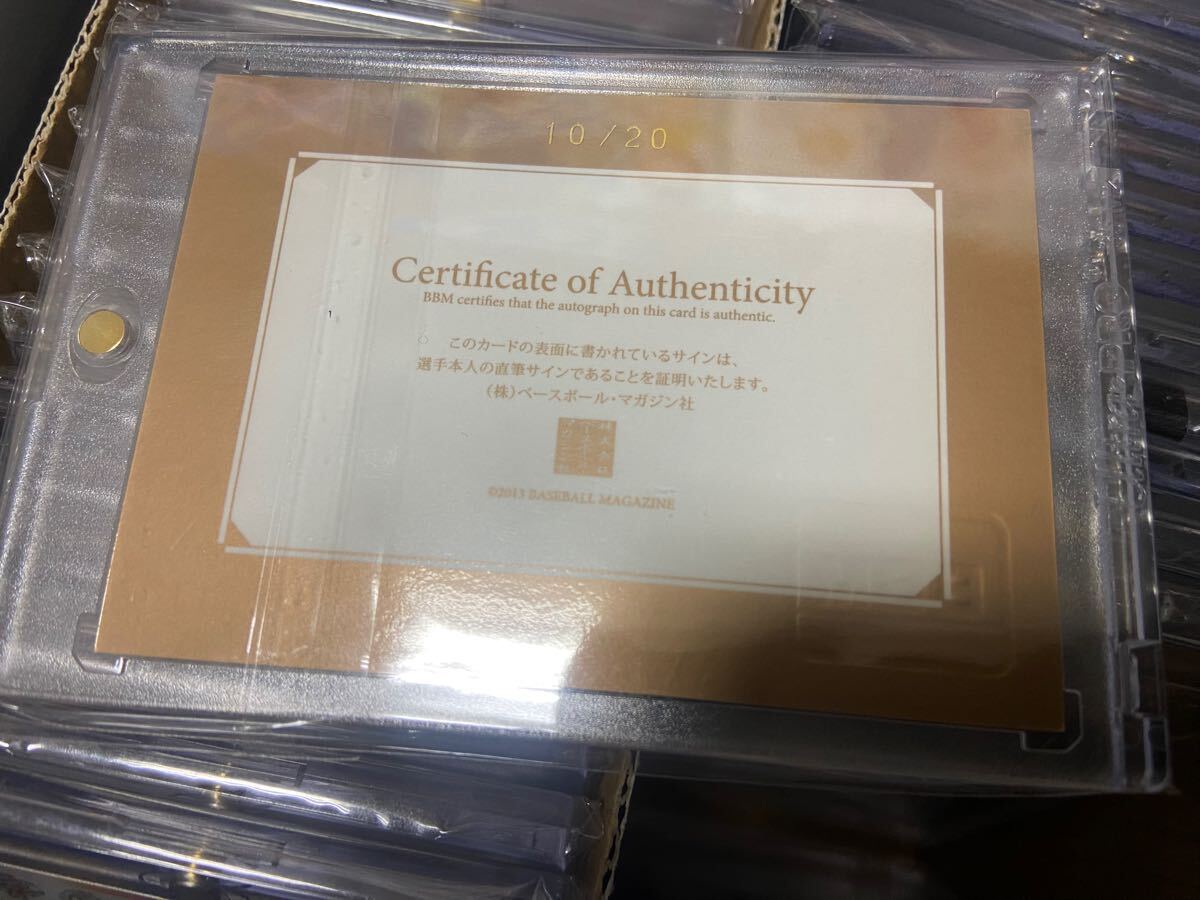 10/20
Certificate of Authenticity
BBM certifies that the autograph on this card is authentic.
このカードの表面に書かれているサインは、
選手本人の直筆サインであることを証明いたします。
(株)ベースボール・マガジン社
©2013 BASEBALL MAGAZINE